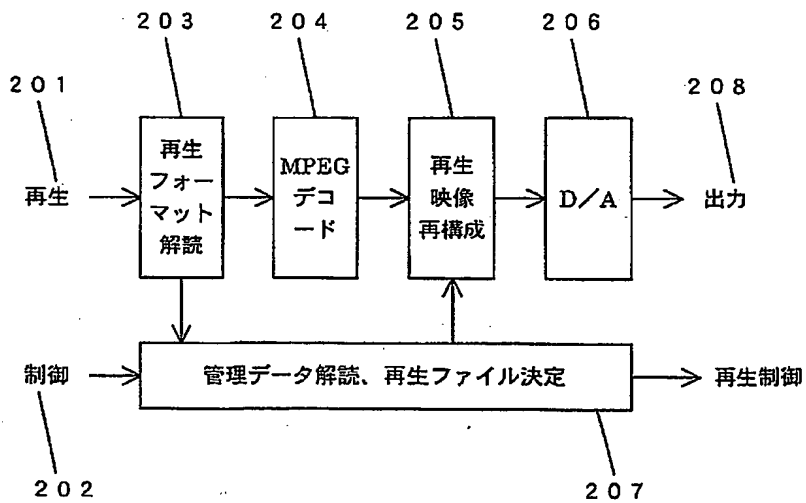 203
204
205
206
201
208
再生
再生
フォー
マット
解読
MPEG
デコ
ード
再生
映像
再構成
D/A
出力
制御
管理データ解読、再生ファイル決定
再生制御
202
207